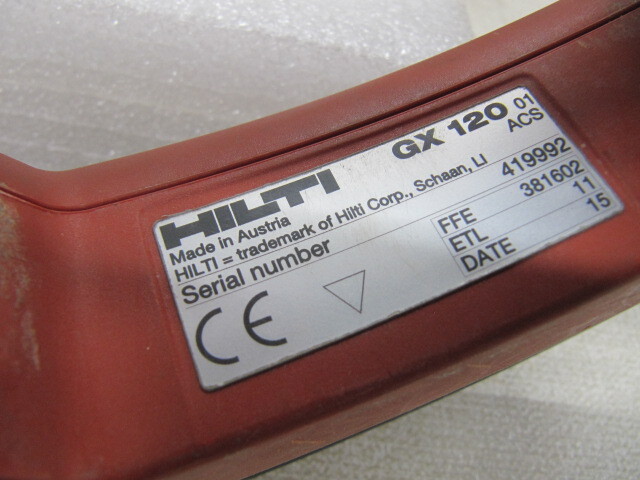 HILTI GX 120 01 ACS
Made in Austria
HILTI = trademark of Hilti Corp., Schaan, LI
Serial number 419992
FFE 381602
ETL 11
DATE 15
CE